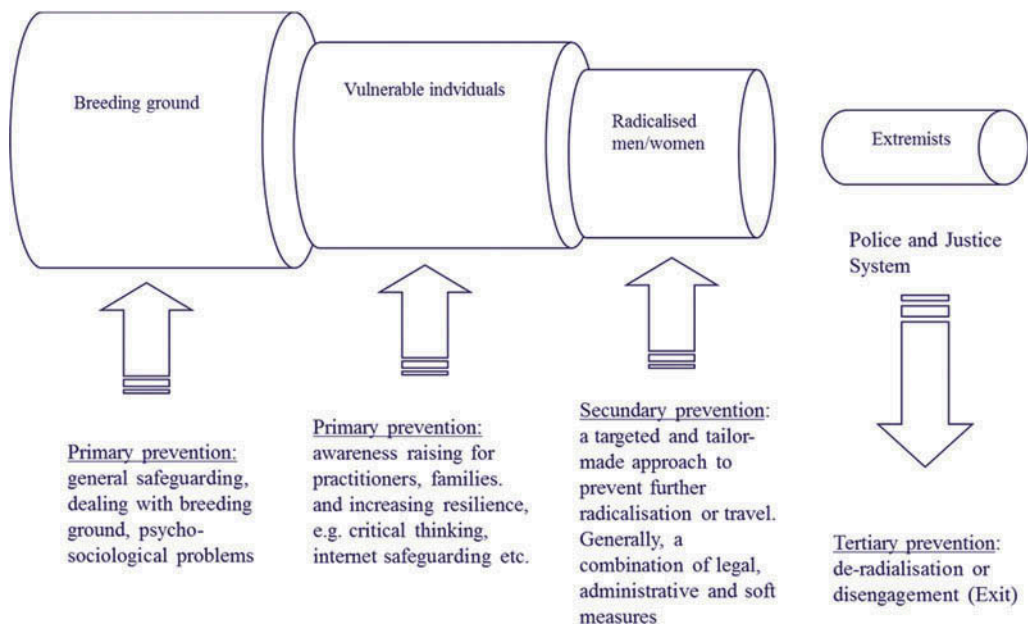 Breeding ground
Vulnerable indviduals
Radicalised
men/women
Extremists
Police and Justice
System
Primary prevention:
general safeguarding,
dealing with breeding
ground, psycho-
sociological problems
Primary prevention:
awareness raising for
practitioners, families.
and increasing resilience,
e.g. critical thinking,
internet safeguarding etc.
Secundary prevention:
a targeted and tailor-
made approach to
prevent further
radicalisation or travel.
Generally, a
combination of legal,
administrative and soft
measures
Tertiary prevention:
de-radialisation or
disengagement (Exit)